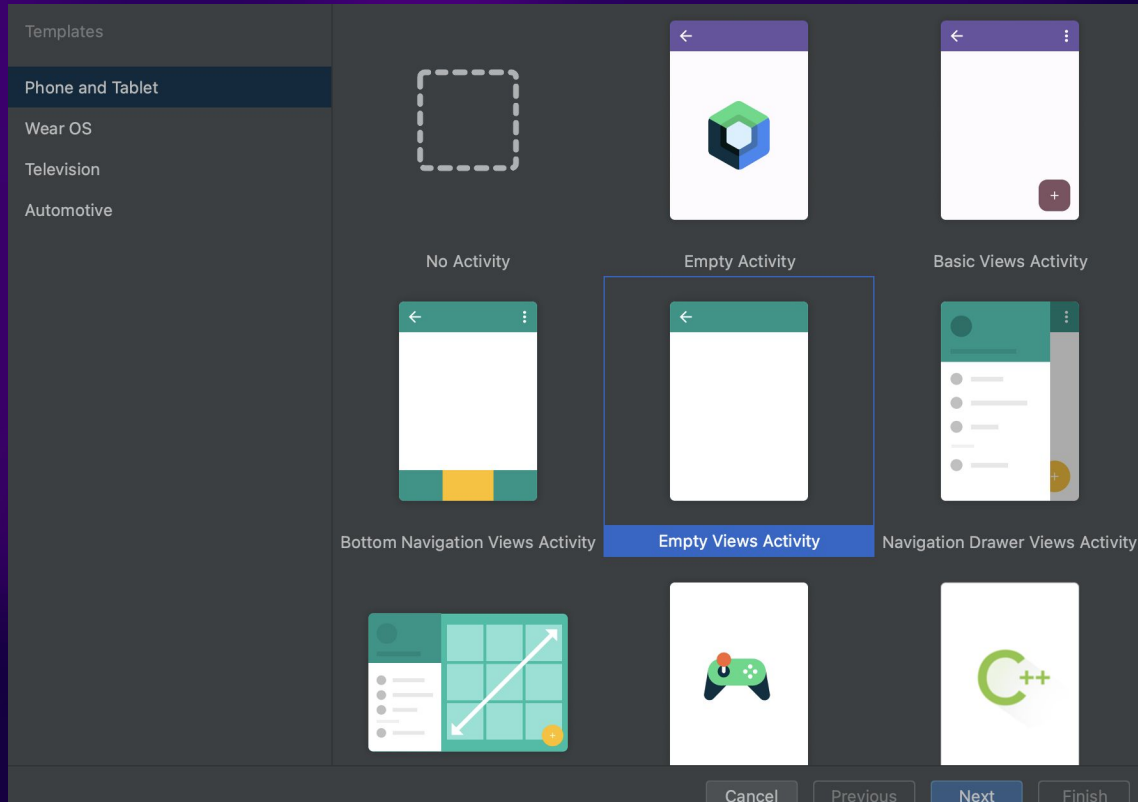 Templates
Phone and Tablet
Wear OS
Television
Automotive
No Activity
Empty Activity
Basic Views Activity
Bottom Navigation Views Activity
Empty Views Activity
Navigation Drawer Views Activity
C++
Cancel
Previous
Next
Finish